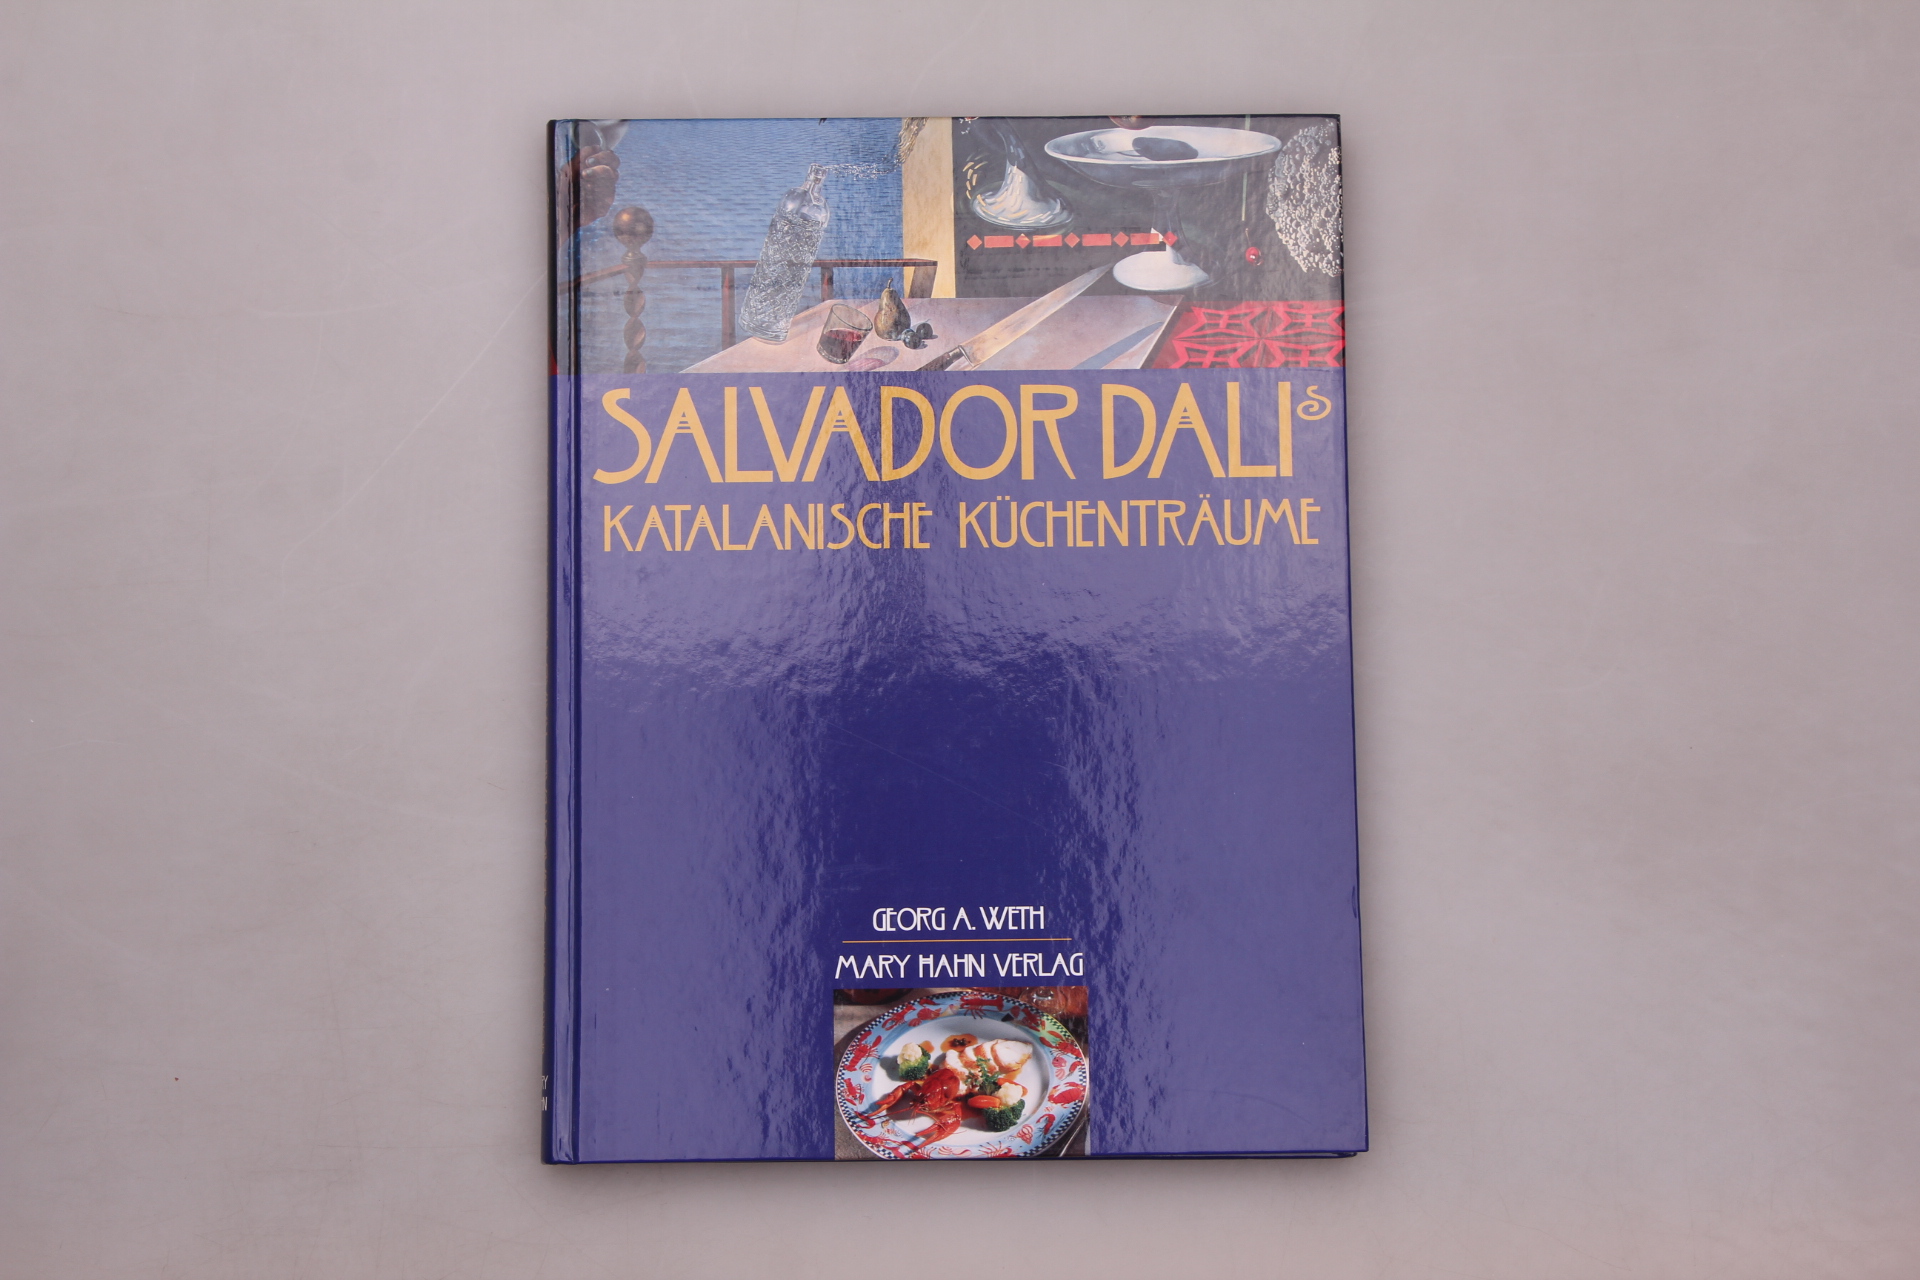 SALVADOR DALIs
KATALANISCHE KÜCHENTRÄUME
GEORG A. WETH
MARY HAHN VERLAG